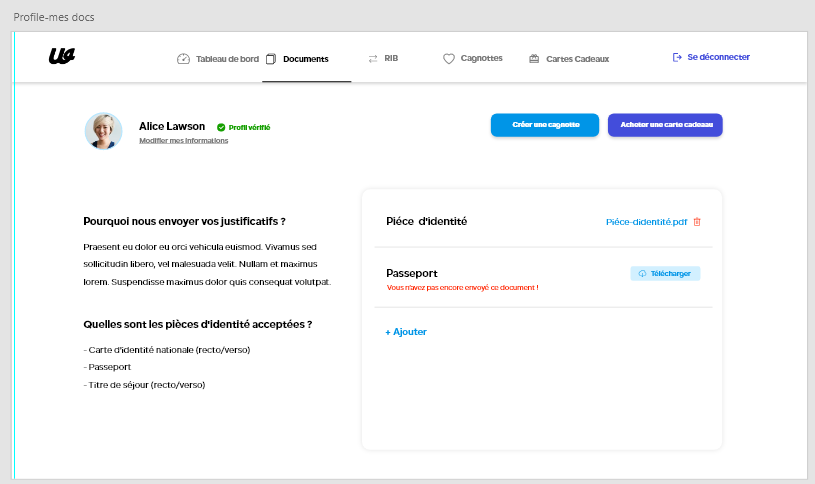 Profile-mes docs
Ua
Tableau de bord
Documents
RIB
Cagnottes
Cartes Cadeaux
Se déconnecter
Alice Lawson
Profil vérifié
Modifier mes informations
Créer une cagnotte
Acheter une carte cadeaau
Pourquoi nous envoyer vos justificatifs ?
Praesent eu dolor eu orci vehicula euismod. Vivamus sed
sollicitudin libero, vel malesuada velit. Nullam et maximus
lorem. Suspendisse maximus dolor quis consequat volutpat.
Quelles sont les pièces d'identité acceptées ?
- Carte d'identité nationale (recto/verso)
- Passeport
- Titre de séjour (recto/verso)
Piéce d'identité
Piéce-didentité.pdf
Passeport
Télécharger
Vous n'avez pas encore envoyé ce document !
+ Ajouter